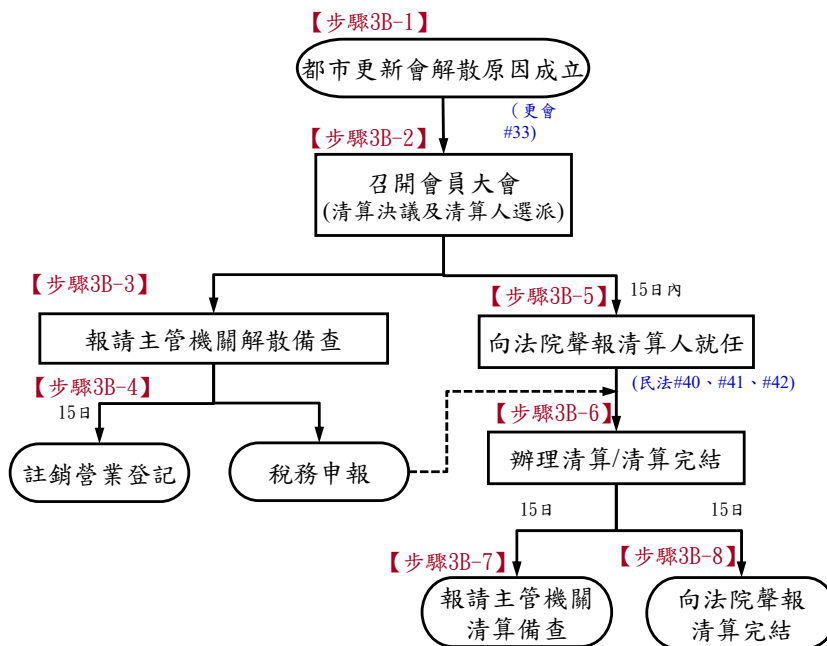 【步驟3B-1】
都市更新會解散原因成立
(更會
#33)
【步驟3B-2】
召開會員大會
(清算決議及清算人選派)
【步驟3B-3】
報請主管機關解散備查
【步驟3B-5】
15日內
向法院聲報清算人就任
(民法#40、#41、#42)
【步驟3B-4】
15日
註銷營業登記
稅務申報
【步驟3B-6】
辦理清算/清算完結
15日
15日
【步驟3B-7】
報請主管機關
清算備查
【步驟3B-8】
向法院聲報
清算完結